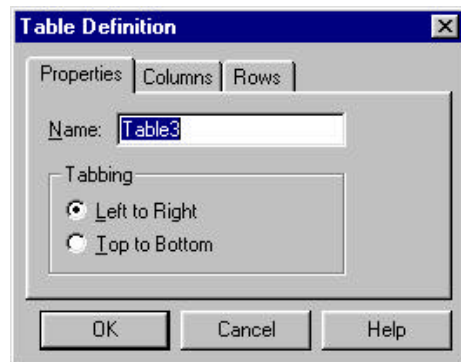 Table Definition
Properties Columns Rows
Name: Table3
Tabbing
Left to Right
Top to Bottom
OK Cancel Help